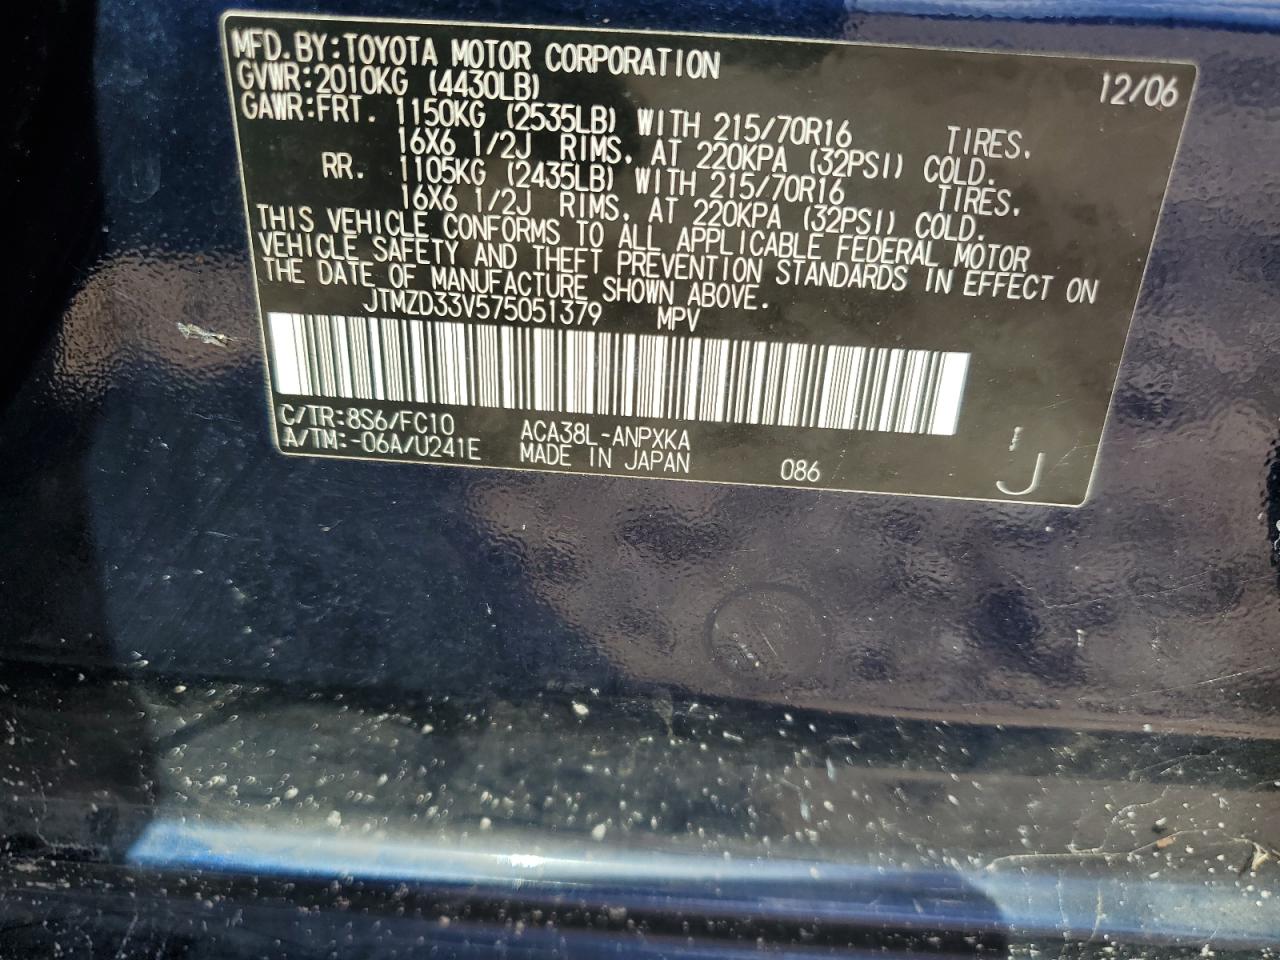 MFD.BY:TOYOTA MOTOR CORPORATION 12/06
GVWR:2010KG (4430LB)
GAWR:FRT. 1150KG (2535LB) WITH 215/70R16 TIRES,
16X6 1/2J RIMS, AT 220KPA (32PSI) COLD.
RR. 1105KG (2435LB) WITH 215/70R16 TIRES,
16X6 1/2J RIMS, AT 220KPA (32PSI) COLD.
THIS VEHICLE CONFORMS TO ALL APPLICABLE FEDERAL MOTOR
VEHICLE SAFETY AND THEFT PREVENTION STANDARDS IN EFFECT ON
THE DATE OF MANUFACTURE SHOWN ABOVE.
JTMZD33V575051379 MPV
C/TR:8S6/FC10 ACA38L-ANPXKA
A/TM:-06A/U241E MADE IN JAPAN 086 J